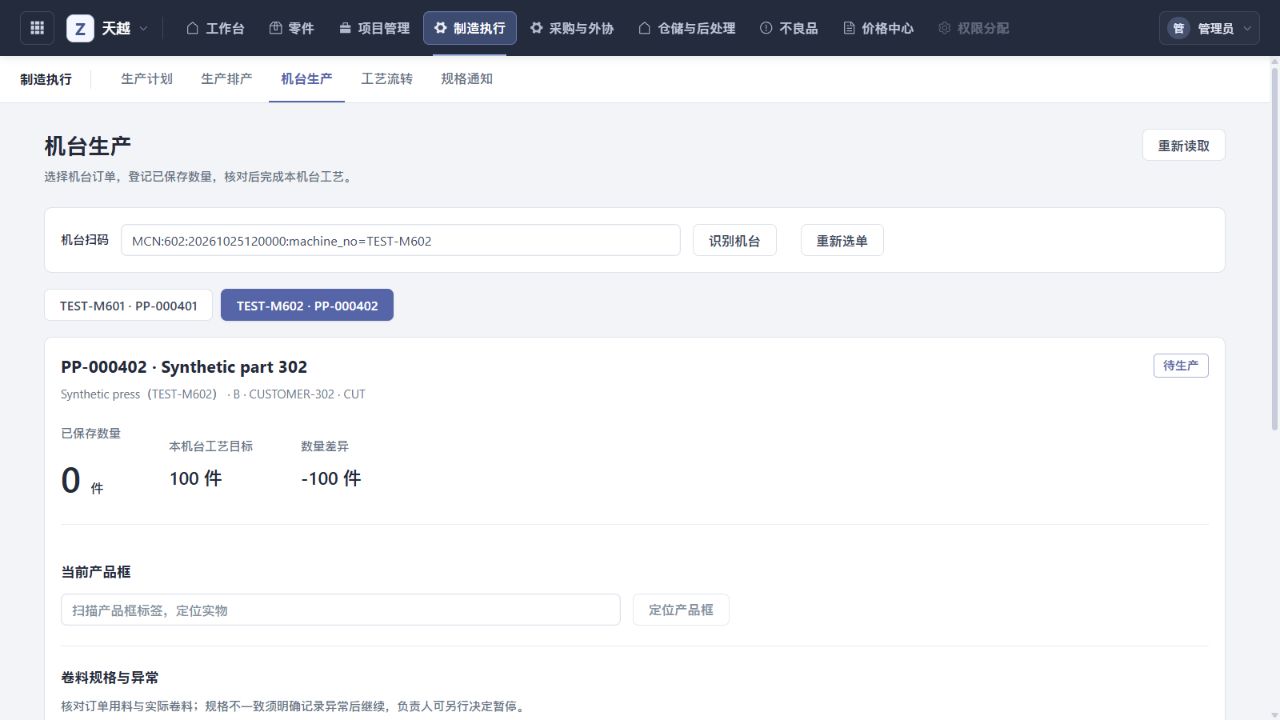 Z 天越 工作台 零件 项目管理 制造执行 采购与外协 仓储与后处理 不良品 价格中心 权限分配 管 管理员
制造执行 生产计划 生产排产 机台生产 工艺流转 规格通知
机台生产
重新读取
选择机台订单，登记已保存数量，核对后完成本机台工艺。
机台扫码 MCN:602:20261025120000:machine_no=TEST-M602 识别机台 重新选单
TEST-M601 · PP-000401 TEST-M602 · PP-000402
PP-000402 · Synthetic part 302
待生产
Synthetic press（TEST-M602） · B · CUSTOMER-302 · CUT
已保存数量
本机台工艺目标 数量差异
0 件 100 件 -100 件
当前产品框
扫描产品框标签，定位实物 定位产品框
卷料规格与异常
核对订单用料与实际卷料；规格不一致须明确记录异常后继续，负责人可另行决定暂停。